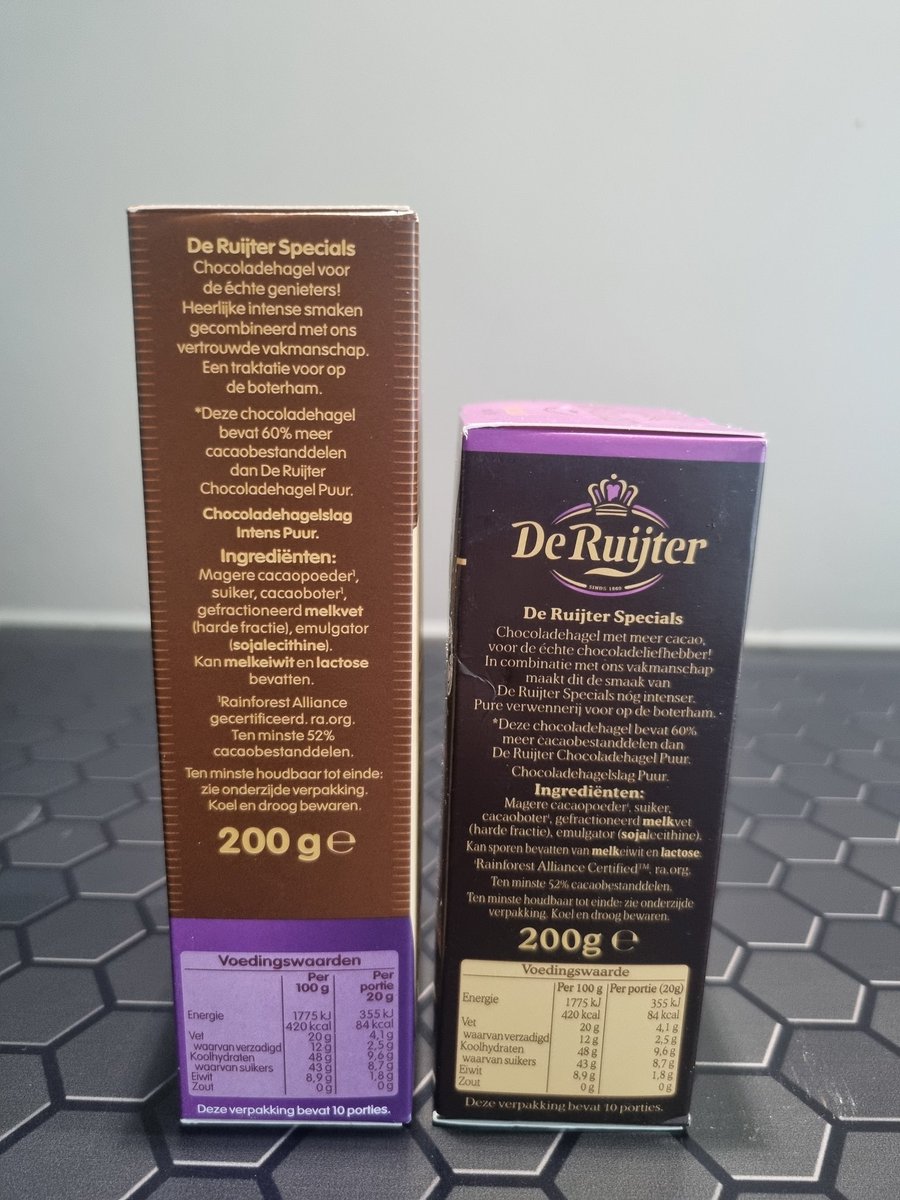 De Ruijter Specials
Chocoladehagel voor
de échte genieters!
Heerlijke intense smaken
gecombineerd met ons
vertrouwde vakmanschap.
Een traktatie voor op
de boterham.
*Deze chocoladehagel
bevat 60% meer
cacaobestanddelen
dan De Ruijter
Chocoladehagel Puur.
Chocoladehagelslag
Intens Puur.
Ingrediënten:
Magere cacaopoeder¹,
suiker, cacaoboter¹,
gefractioneerd melkvet
(harde fractie), emulgator
(sojalecithine).
Kan melkeiwit en lactose
bevatten.
¹Rainforest Alliance
gecertificeerd. ra.org.
Ten minste 52%
cacaobestanddelen.
Ten minste houdbaar tot einde:
zie onderzijde verpakking.
Koel en droog bewaren.
200 g e
Voedingswaarden
Per 100 g Per portie 20 g
Energie 1775 kJ 355 kJ
420 kcal 84 kcal
Vet 20 g 4,1 g
waarvan verzadigd 12 g 2,5 g
Koolhydraten 48 g 9,6 g
waarvan suikers 43 g 8,7 g
Eiwit 8,9 g 1,8 g
Zout 0 g 0 g
Deze verpakking bevat 10 porties.
De Ruijter
SINDS 1860
De Ruijter Specials
Chocoladehagel met meer cacao,
voor de échte chocoladeliefhebber!
In combinatie met ons vakmanschap
maakt dit de smaak van
De Ruijter Specials nóg intenser.
Pure verwennerij voor op de boterham.
*Deze chocoladehagel bevat 60%
meer cacaobestanddelen dan
De Ruijter Chocoladehagel Puur.
Chocoladehagelslag Puur.
Ingrediënten:
Magere cacaopoeder¹, suiker,
cacaoboter¹, gefractioneerd melkvet
(harde fractie), emulgator (sojalecithine).
Kan sporen bevatten van melkeiwit en lactose.
¹Rainforest Alliance Certified™. ra.org.
Ten minste 52% cacaobestanddelen.
Ten minste houdbaar tot einde: zie onderzijde
verpakking. Koel en droog bewaren.
200g e
Voedingswaarde
Per 100 g Per portie (20g)
Energie 1775 kJ 355 kJ
420 kcal 84 kcal
Vet 20 g 4,1 g
waarvan verzadigd 12 g 2,5 g
Koolhydraten 48 g 9,6 g
waarvan suikers 43 g 8,7 g
Eiwit 8,9 g 1,8 g
Zout 0 g 0 g
Deze verpakking bevat 10 porties.